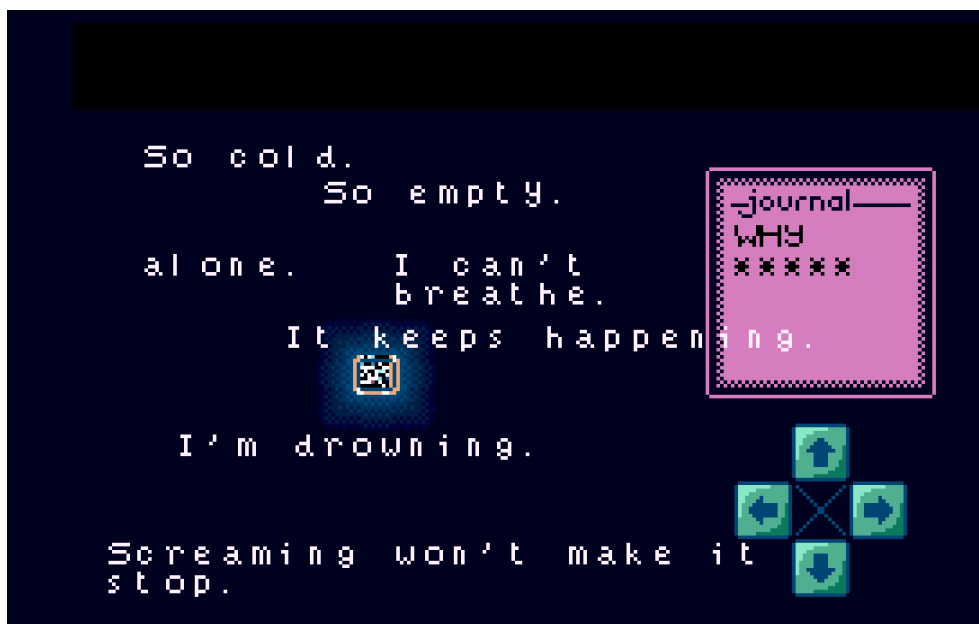 So cold.
So empty.
journal
WHY
*****
alone.
I can't
breathe.
It keeps happening.
I'm drowning.
Screaming won't make it
stop.